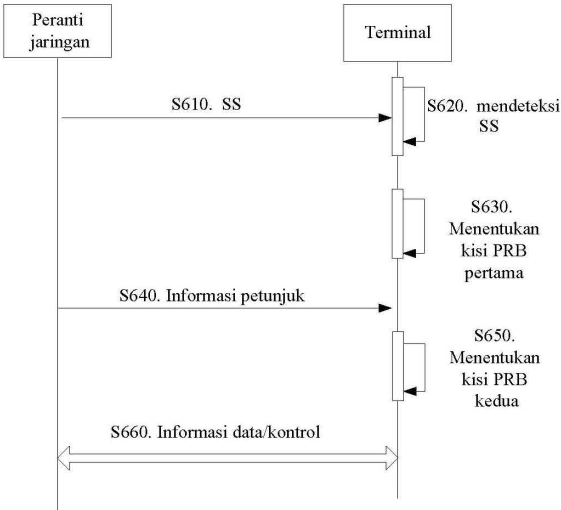 Peranti
jaringan
Terminal
S610. SS
S620. mendeteksi
SS
S630.
Menentukan
kisi PRB
pertama
S640. Informasi petunjuk
S650.
Menentukan
kisi PRB
kedua
S660. Informasi data/kontrol